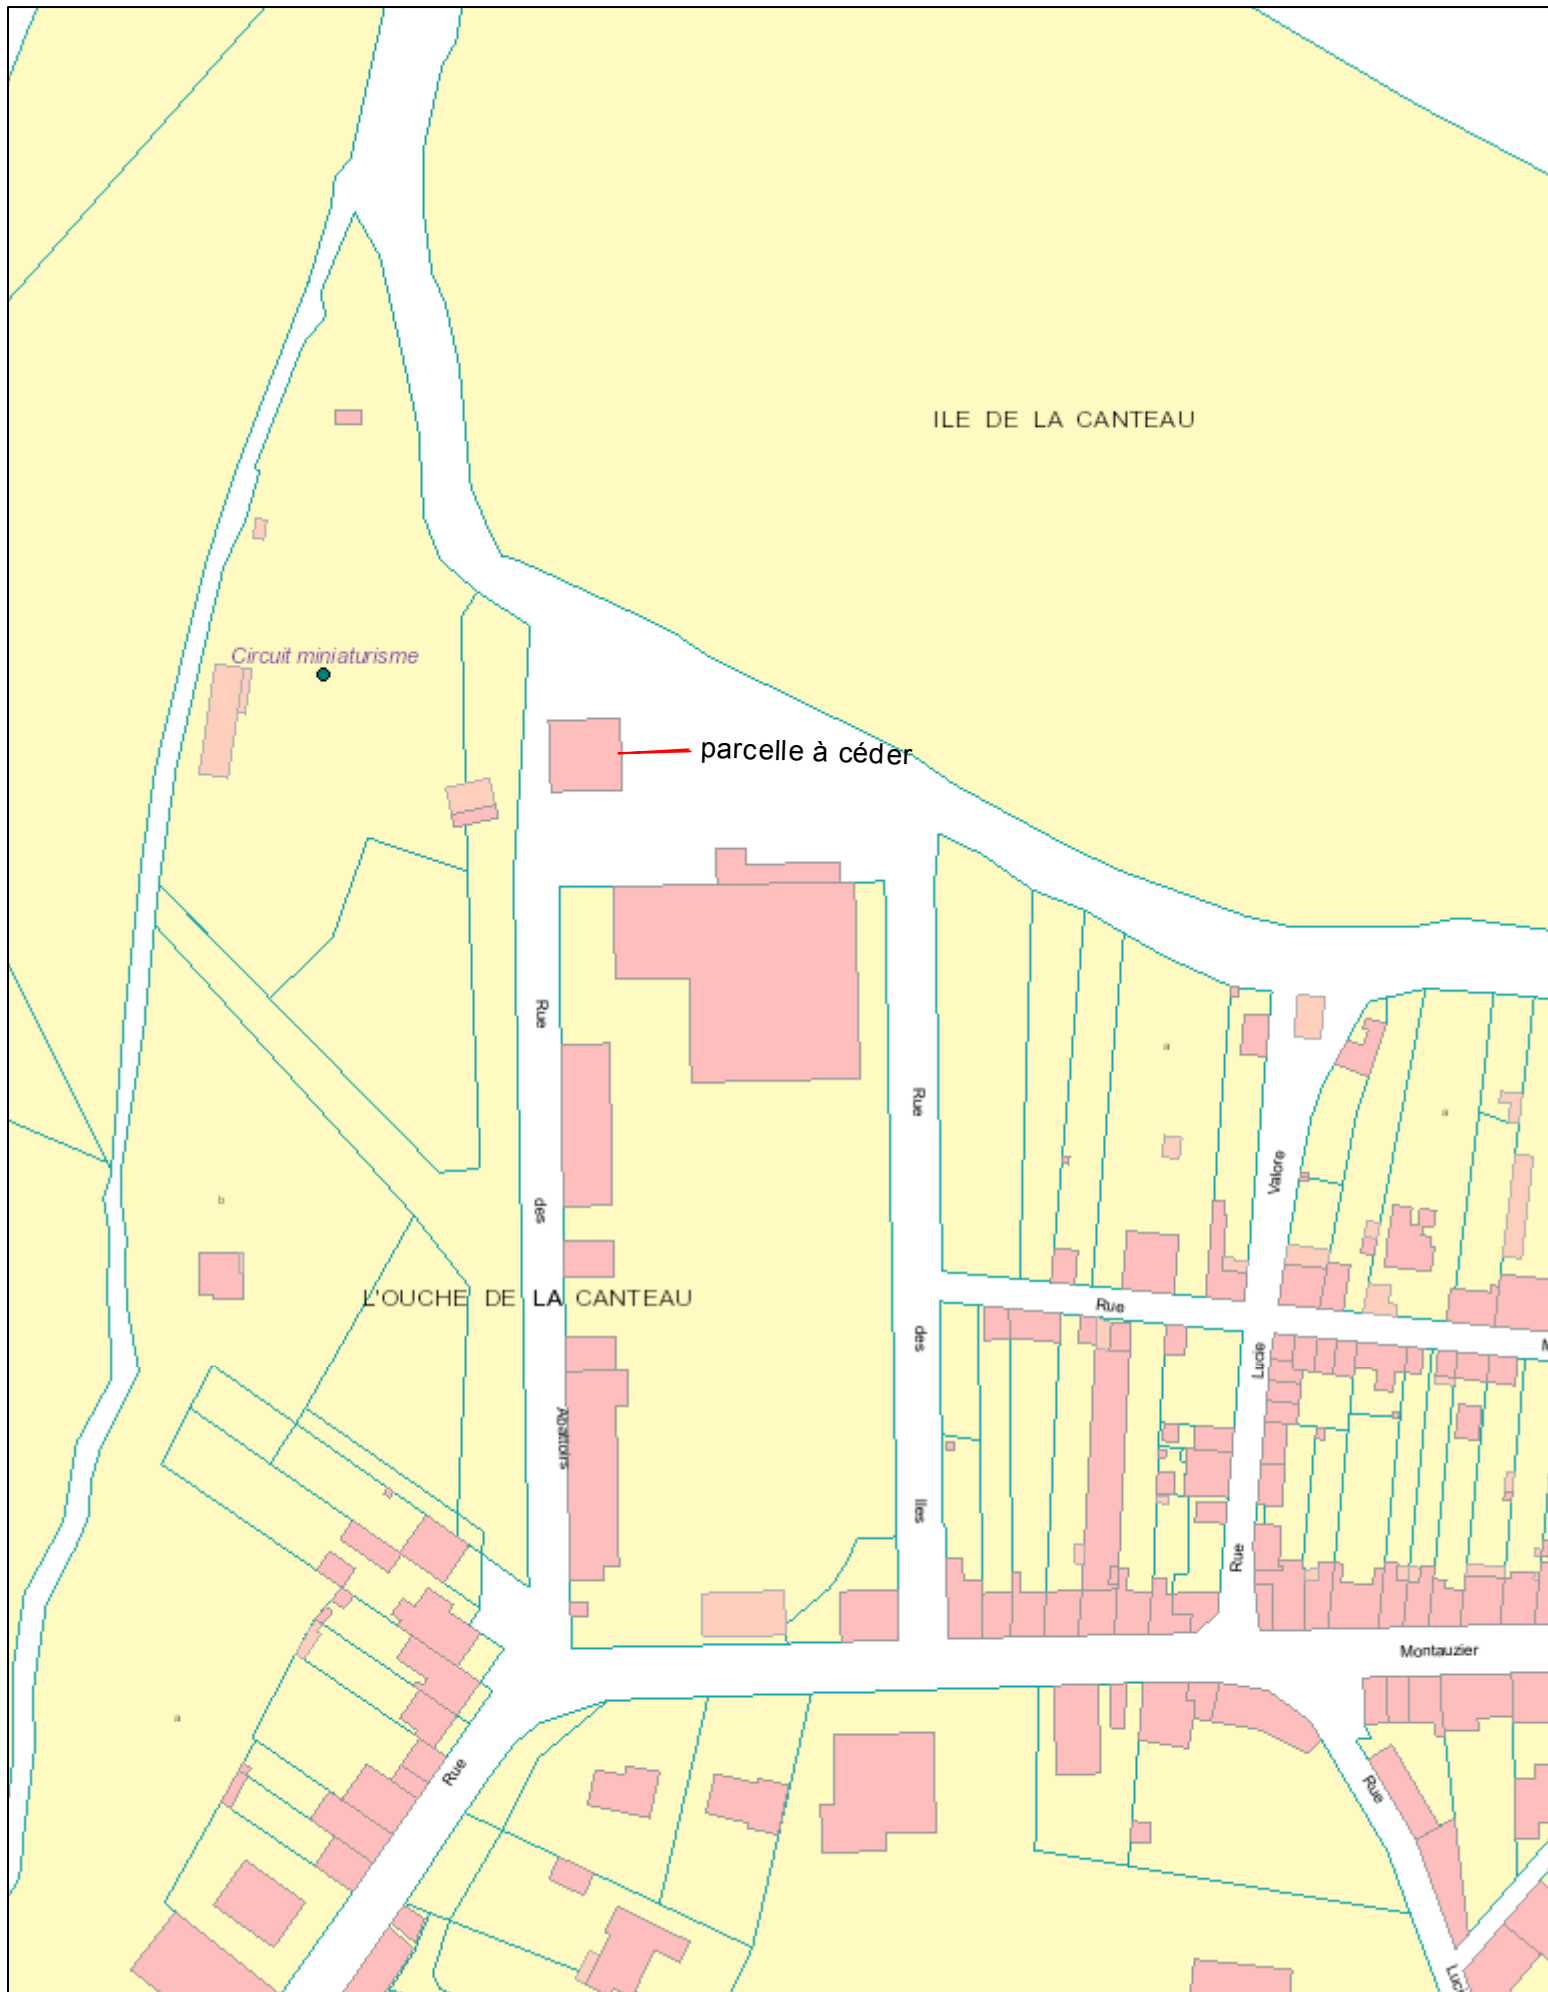 ILE DE LA CANTEAU
Circuit miniaturisme
parcelle à céder
Rue
des
Abattoirs
Rue
des
Iles
Valore
Lucie
Rue
Rue
M
L'OUCHE DE LA CANTEAU
a
a
b
a
Montauzier
Rue
Rue
Luci